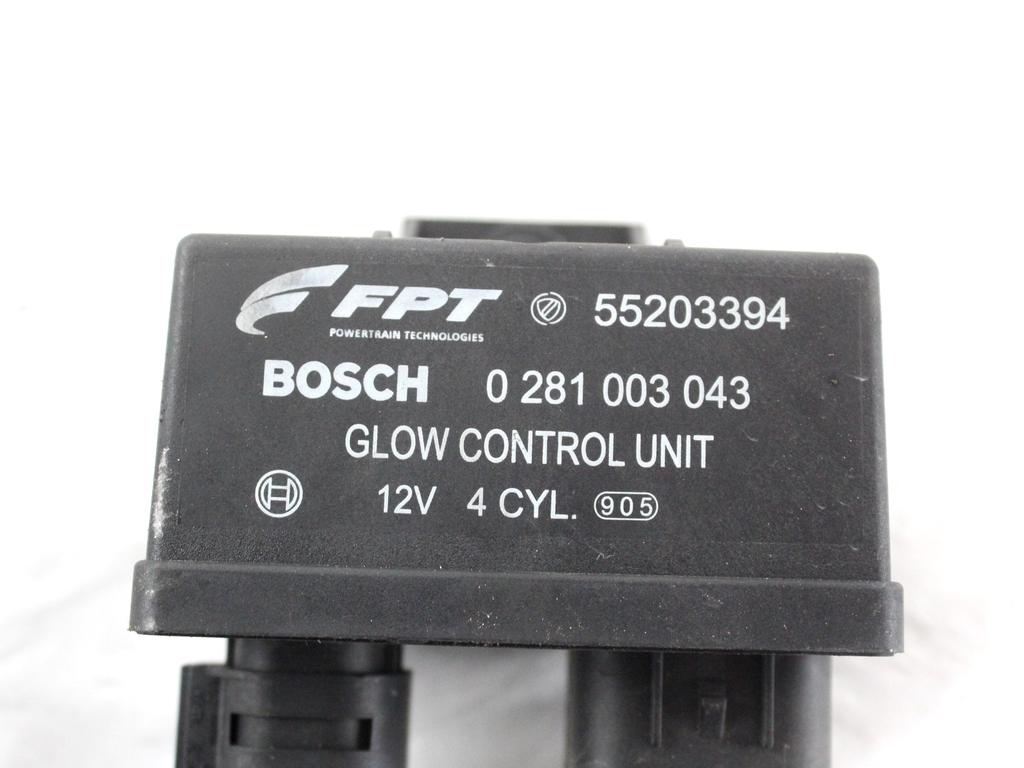 FPT 55203394
POWERTRAIN TECHNOLOGIES
BOSCH 0 281 003 043
GLOW CONTROL UNIT
12V 4 CYL. 905